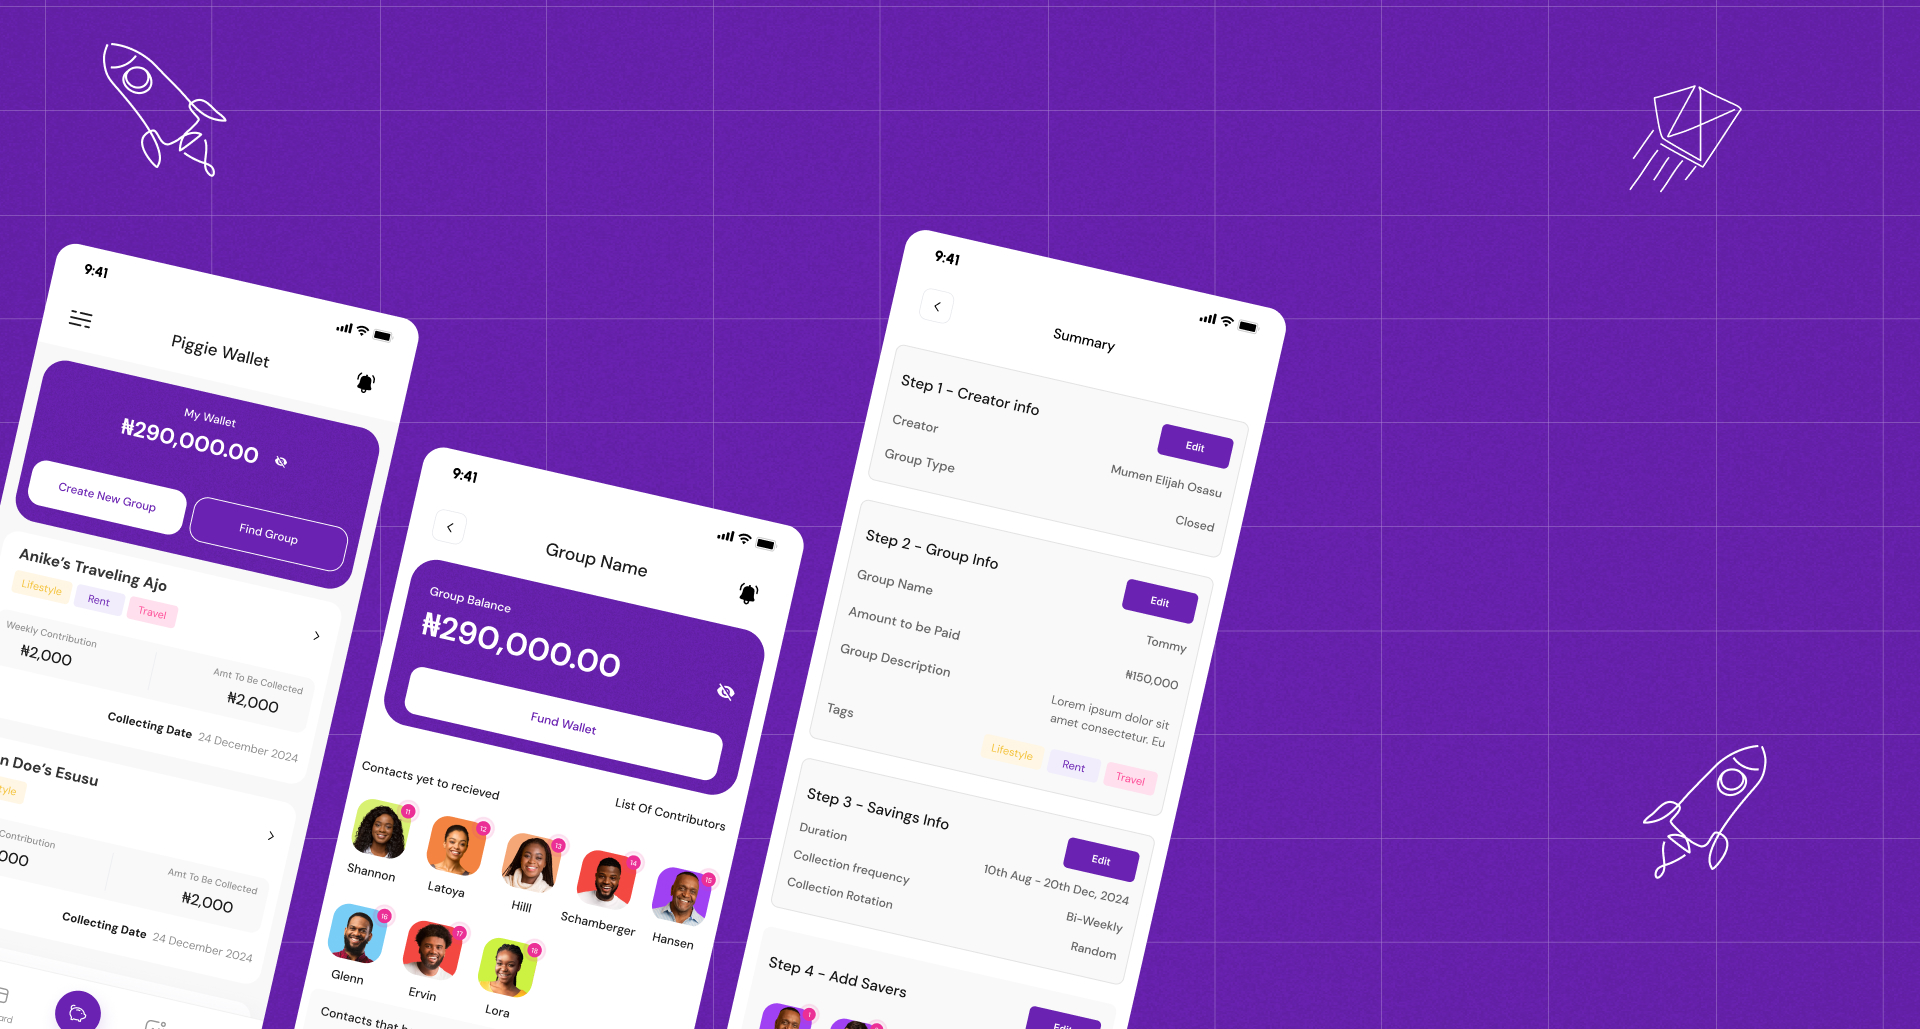 9:41
Piggie Wallet
My Wallet
₦290,000.00
Create New Group
Find Group
Anike's Traveling Ajo
Lifestyle
Rent
Travel
Weekly Contribution
₦2,000
Amt To Be Collected
₦2,000
Collecting Date 24 December 2024
n Doe's Esusu
yle
Contribution
000
Amt To Be Collected
₦2,000
Collecting Date 24 December 2024
ard
9:41
Group Name
Group Balance
₦290,000.00
Fund Wallet
Contacts yet to recieved
List Of Contributors
11
12
13
14
15
Shannon
Latoya
Hilll
Schamberger
Hansen
16
17
18
Glenn
Ervin
Lora
Contacts that
9:41
Summary
Step 1 - Creator info
Edit
Creator
Mumen Elijah Osasu
Group Type
Closed
Step 2 - Group Info
Edit
Group Name
Tommy
Amount to be Paid
₦150,000
Group Description
Lorem ipsum dolor sit
amet consectetur. Eu
Tags
Lifestyle
Rent
Travel
Step 3 - Savings Info
Edit
Duration
10th Aug - 20th Dec, 2024
Collection frequency
Bi-Weekly
Collection Rotation
Random
Step 4 - Add Savers
Edit
1